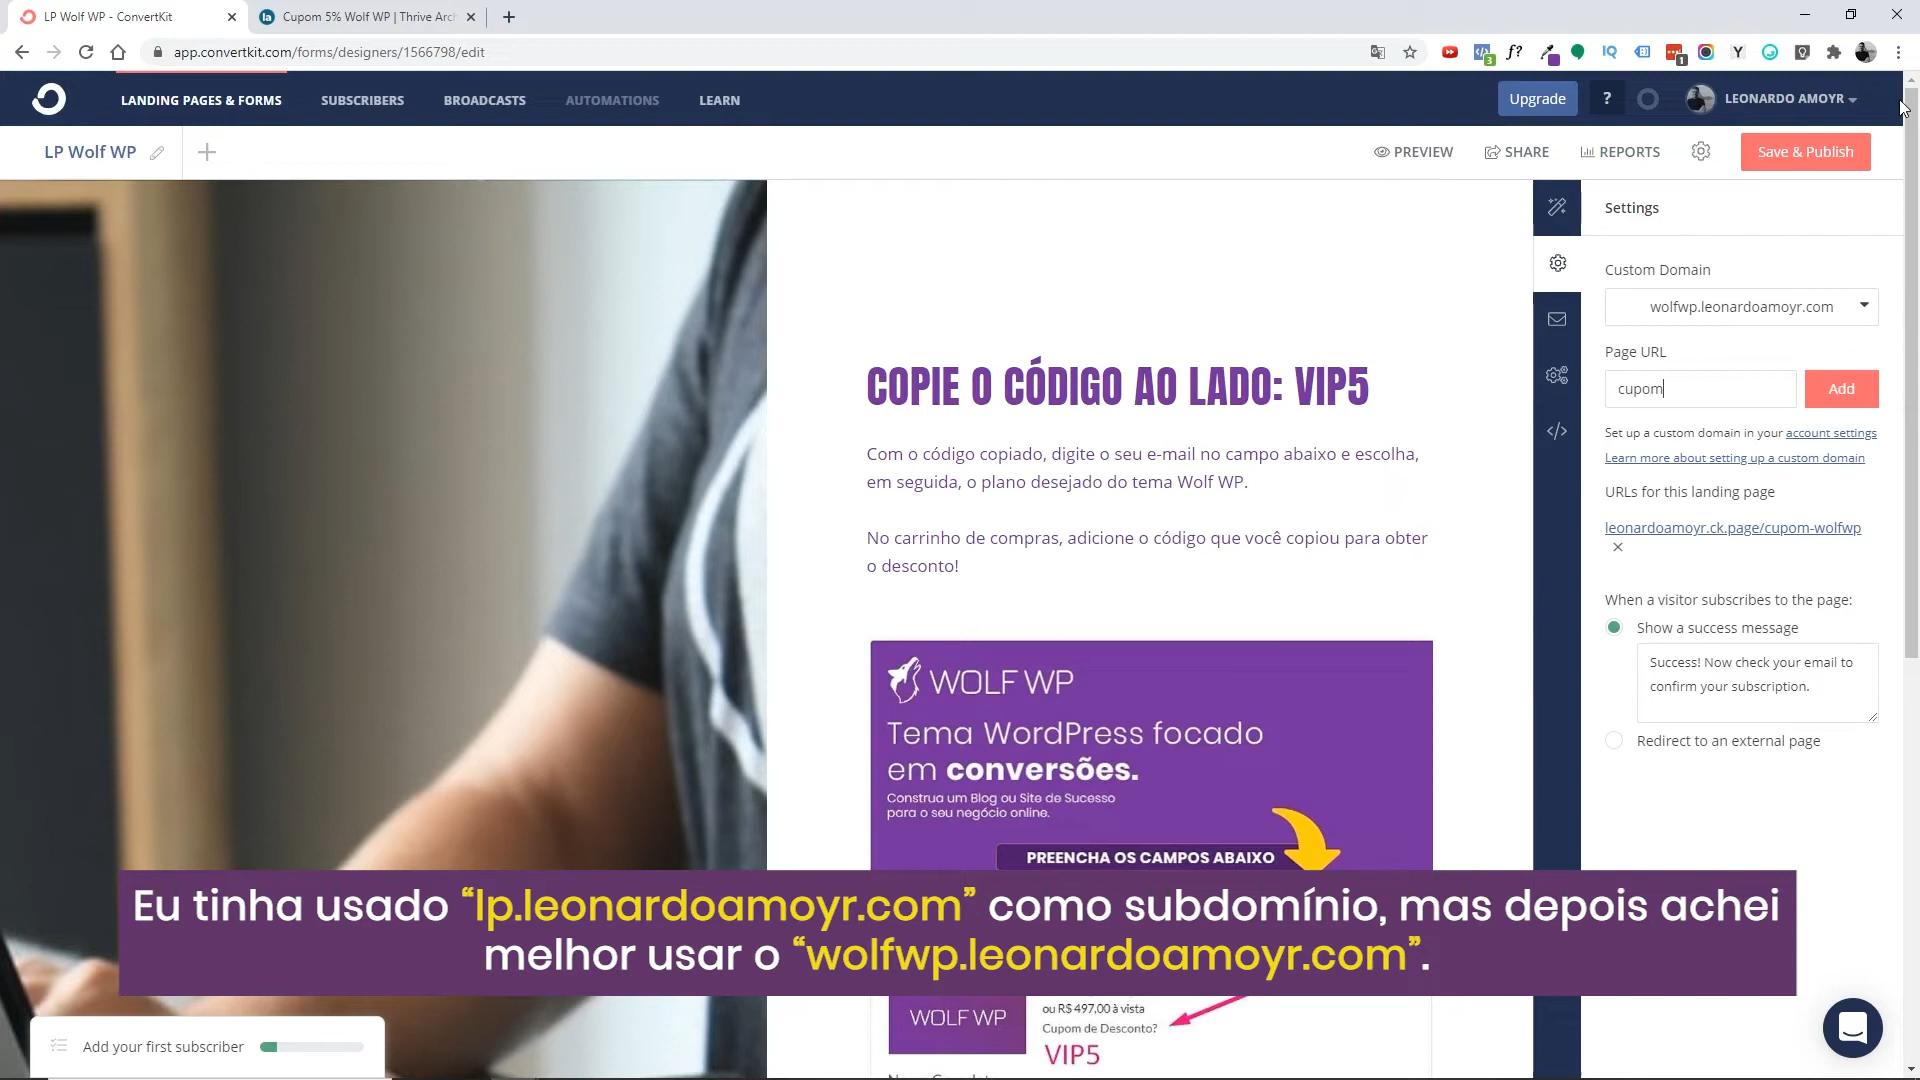 LP Wolf WP - ConvertKit
Cupom 5% Wolf WP | Thrive Arch
app.convertkit.com/forms/designers/1566798/edit
LANDING PAGES & FORMS
SUBSCRIBERS
BROADCASTS
AUTOMATIONS
LEARN
Upgrade
?
LEONARDO AMOYR
LP Wolf WP
PREVIEW
SHARE
REPORTS
Save & Publish
COPIE O CÓDIGO AO LADO: VIP5
Com o código copiado, digite o seu e-mail no campo abaixo e escolha,
em seguida, o plano desejado do tema Wolf WP.
No carrinho de compras, adicione o código que você copiou para obter
o desconto!
WOLF WP
Tema WordPress focado
em conversões.
Construa um Blog ou Site de Sucesso
para o seu negócio online.
PREENCHA OS CAMPOS ABAIXO
Eu tinha usado “lp.leonardoamoyr.com” como subdomínio, mas depois achei
melhor usar o “wolfwp.leonardoamoyr.com”.
WOLF WP
ou R$ 497,00 à vista
Cupom de Desconto?
VIP5
Add your first subscriber
Settings
Custom Domain
wolfwp.leonardoamoyr.com
Page URL
cupom
Add
Set up a custom domain in your account settings
Learn more about setting up a custom domain
URLs for this landing page
leonardoamoyr.ck.page/cupom-wolfwp
When a visitor subscribes to the page:
Show a success message
Success! Now check your email to
confirm your subscription.
Redirect to an external page